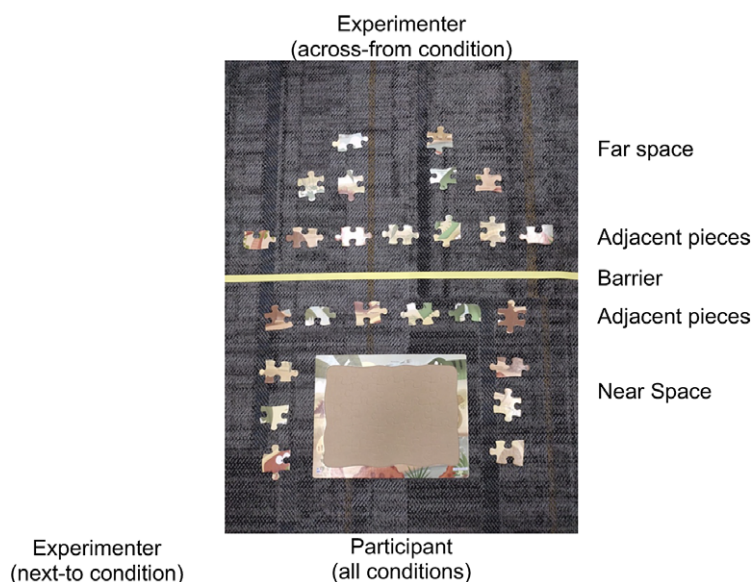 Experimenter
(across-from condition)
Far space
Adjacent pieces
Barrier
Adjacent pieces
Near Space
Experimenter
(next-to condition)
Participant
(all conditions)